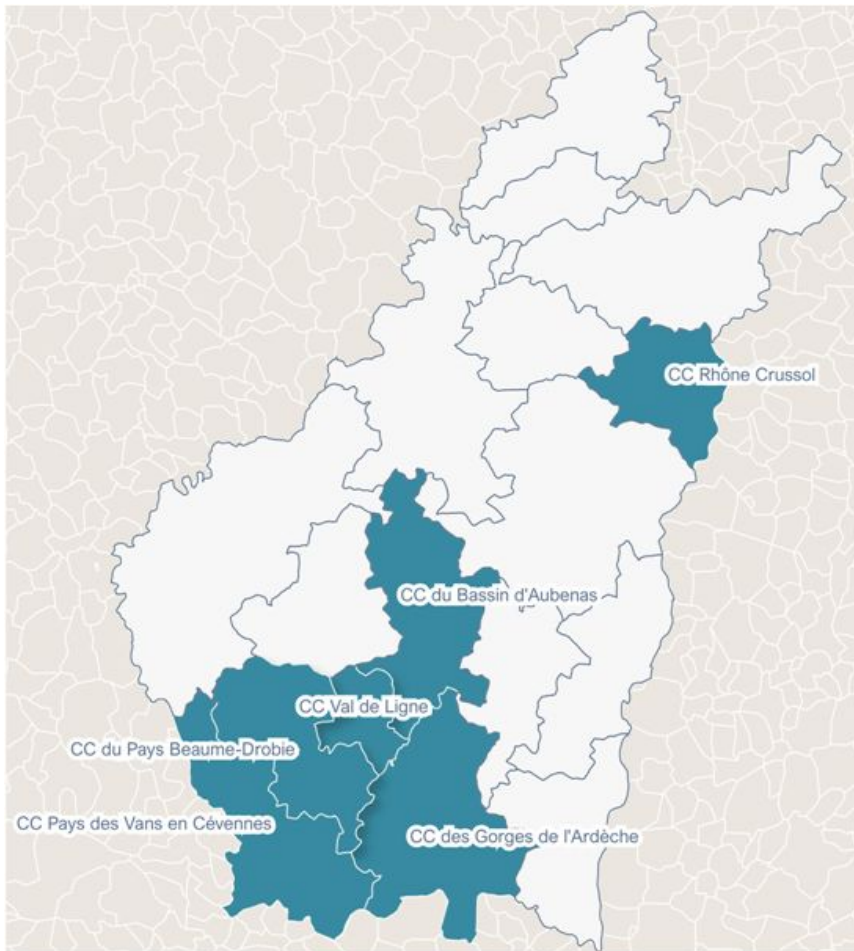 CC Rhône Crussol
CC du Bassin d'Aubenas
CC Val de Ligne
CC du Pays Beaume-Drobie
CC Pays des Vans en Cévennes
CC des Gorges de l'Ardèche